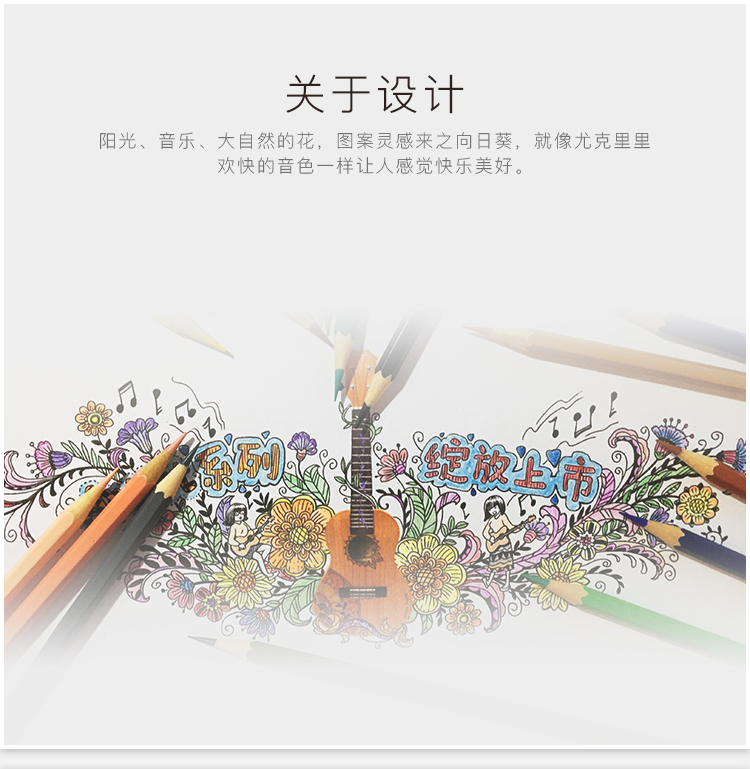 关于设计
阳光、音乐、大自然的花，图案灵感来之向日葵，就像尤克里里
欢快的音色一样让人感觉快乐美好。
系列
绽放上市